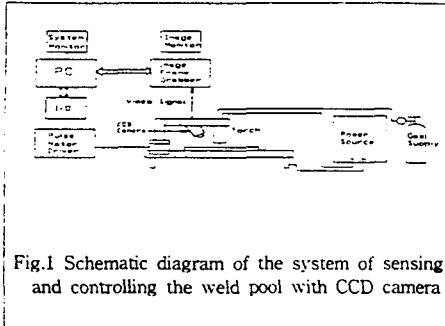 System Monitor
Image Monitor
PC
Image Frame Grabber
I/O
Video Signal
CCD Camera
Torch
Pulse Motor Driver
Power Source
Supply
Fig.1 Schematic diagram of the system of sensing
and controlling the weld pool with CCD camera